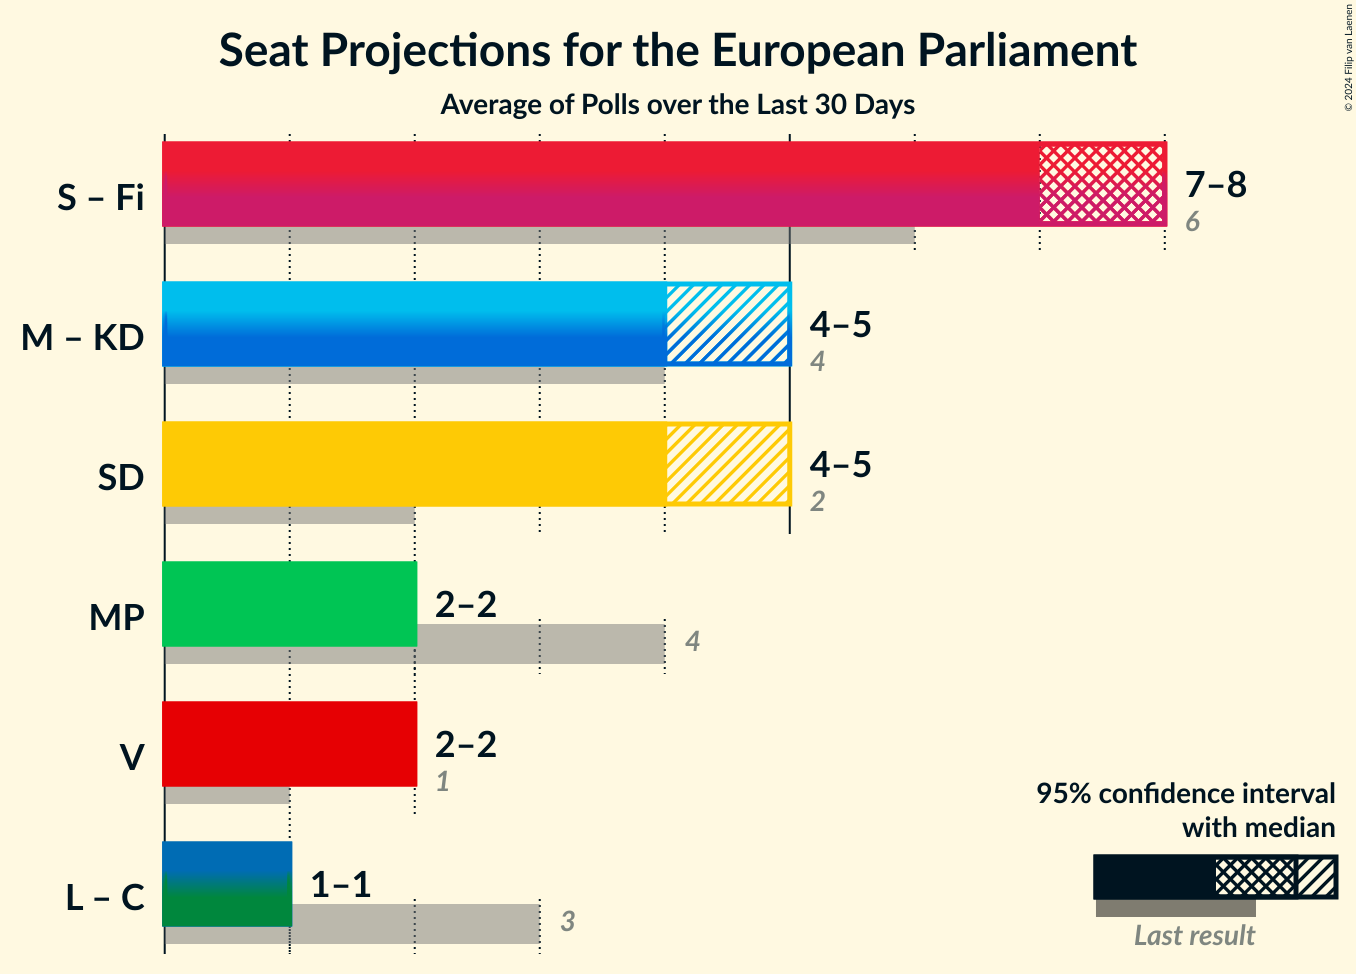 Seat Projections for the European Parliament
Average of Polls over the Last 30 Days
© 2024 Filip van Laenen
S – Fi
7–8
6
M – KD
4–5
4
SD
4–5
2
MP
2–2
4
V
2–2
1
L – C
1–1
3
95% confidence interval
with median
Last result